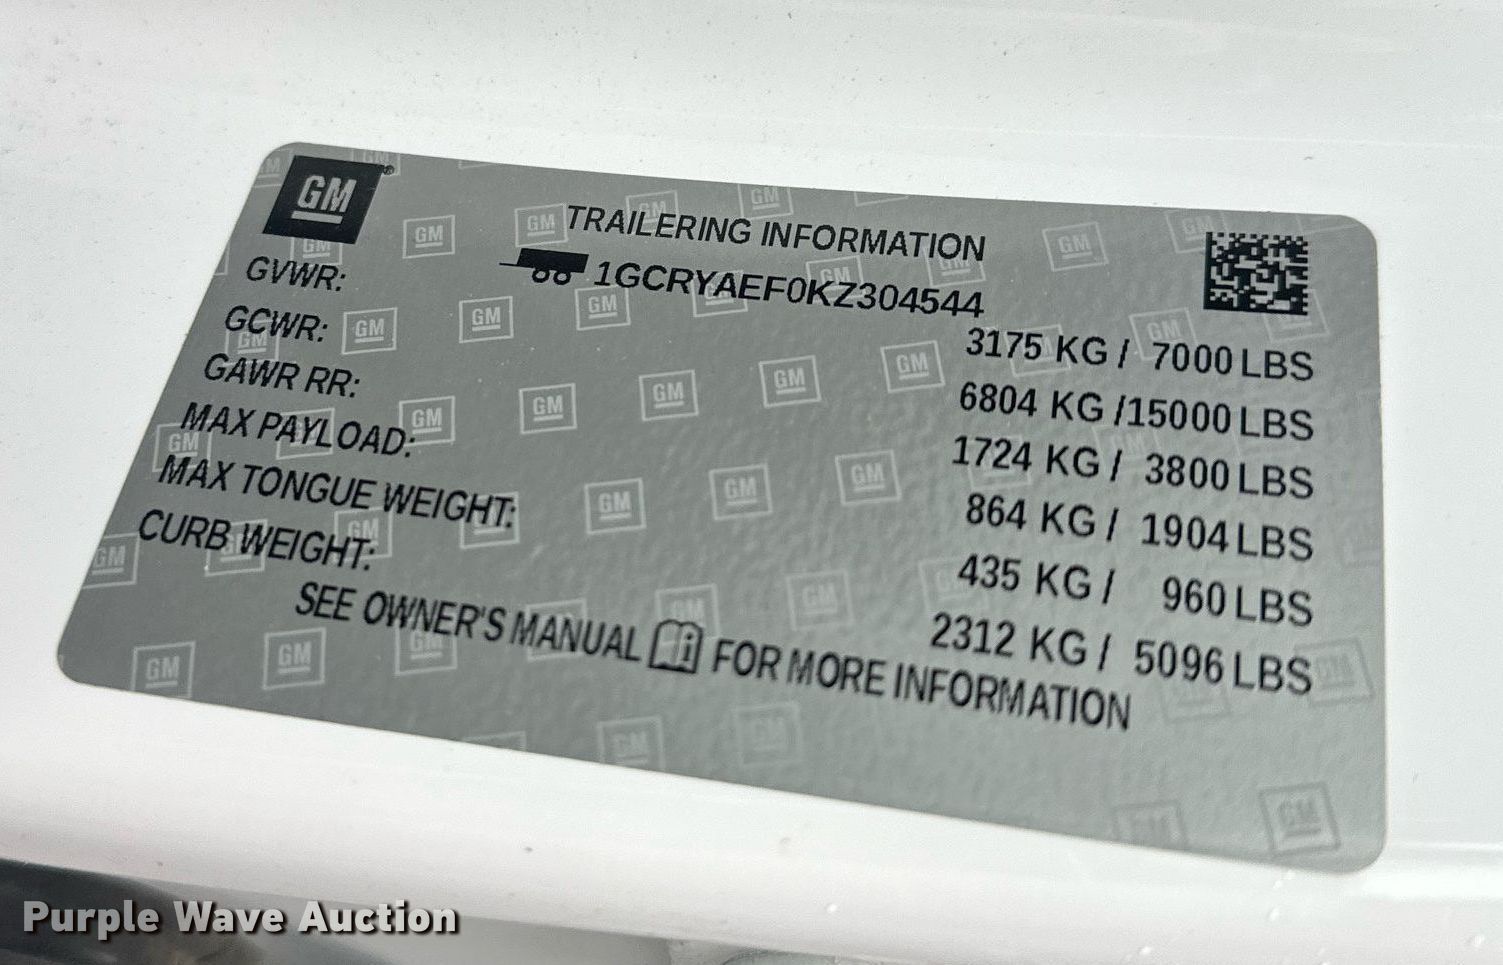 GM
TRAILERING INFORMATION
1GCRYAEF0KZ304544
GVWR: 3175 KG / 7000 LBS
GCWR: 6804 KG /15000 LBS
GAWR RR: 1724 KG / 3800 LBS
MAX PAYLOAD: 864 KG / 1904 LBS
MAX TONGUE WEIGHT: 435 KG / 960 LBS
CURB WEIGHT: 2312 KG / 5096 LBS
SEE OWNER'S MANUAL FOR MORE INFORMATION
Purple Wave Auction